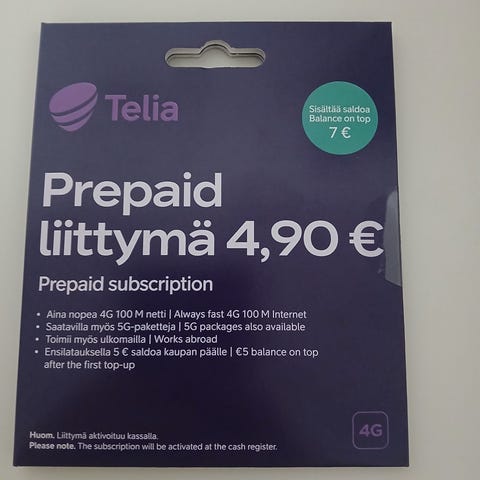 Telia
Sisältää saldoa
Balance on top
7 €
Prepaid
liittymä 4,90 €
Prepaid subscription
• Aina nopea 4G 100 M netti | Always fast 4G 100 M Internet
• Saatavilla myös 5G-paketteja | 5G packages also available
• Toimii myös ulkomailla | Works abroad
• Ensilatauksella 5 € saldoa kaupan päälle | €5 balance on top
after the first top-up
Huom. Liittymä aktivoituu kassalla.
Please note. The subscription will be activated at the cash register.
4G